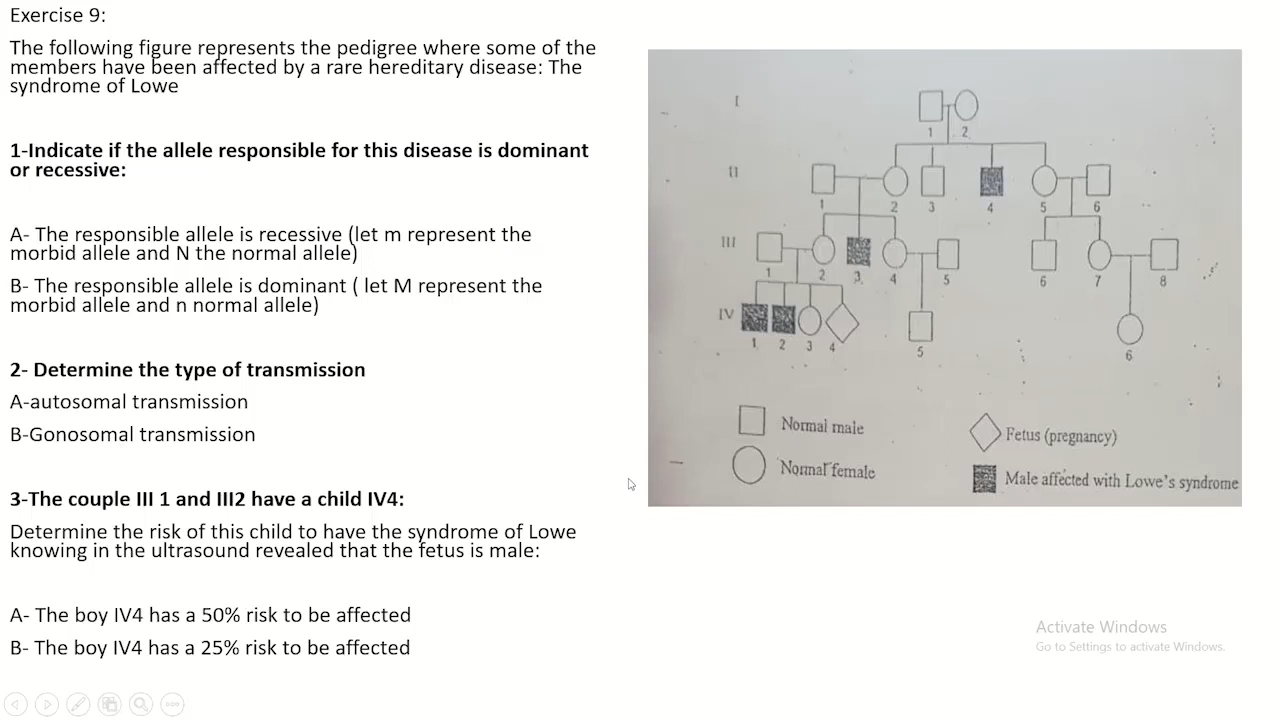 Exercise 9:
The following figure represents the pedigree where some of the
members have been affected by a rare hereditary disease: The
syndrome of Lowe
1-Indicate if the allele responsible for this disease is dominant
or recessive:
A- The responsible allele is recessive (let m represent the
morbid allele and N the normal allele)
B- The responsible allele is dominant ( let M represent the
morbid allele and n normal allele)
2- Determine the type of transmission
A-autosomal transmission
B-Gonosomal transmission
3-The couple III 1 and III2 have a child IV4:
Determine the risk of this child to have the syndrome of Lowe
knowing in the ultrasound revealed that the fetus is male:
A- The boy IV4 has a 50% risk to be affected
B- The boy IV4 has a 25% risk to be affected
I
1 2
II
1 2 3 4 5 6
III
1 2 3 4 5 6 7 8
IV
1 2 3 4 5 6
Normal male
Fetus (pregnancy)
Normal female
Male affected with Lowe's syndrome
Activate Windows
Go to Settings to activate Windows.